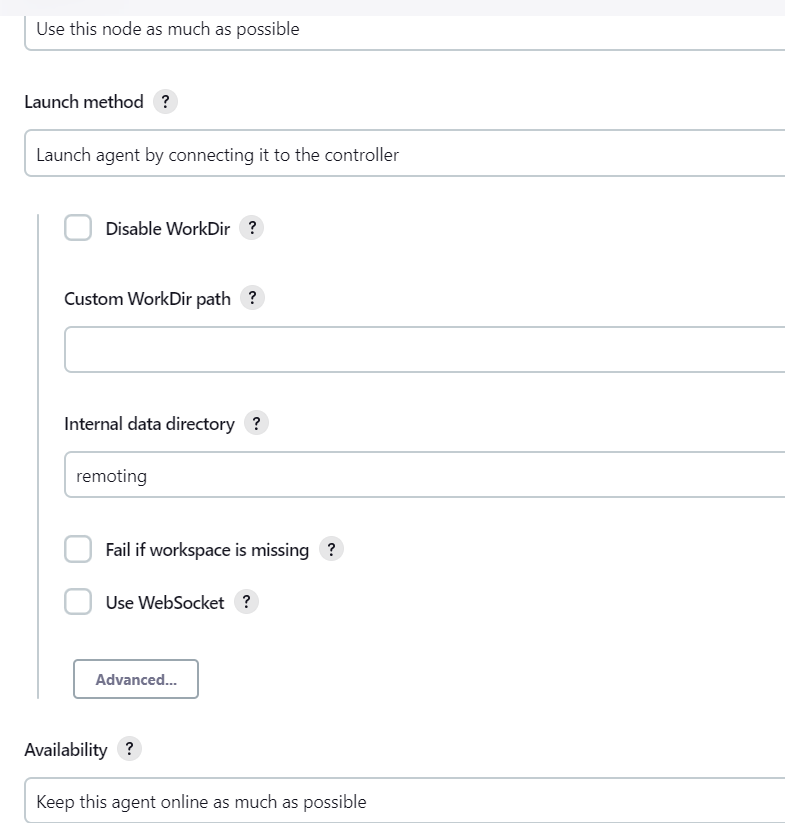 Use this node as much as possible
Launch method ?
Launch agent by connecting it to the controller
Disable WorkDir ?
Custom WorkDir path ?
Internal data directory ?
remoting
Fail if workspace is missing ?
Use WebSocket ?
Advanced...
Availability ?
Keep this agent online as much as possible